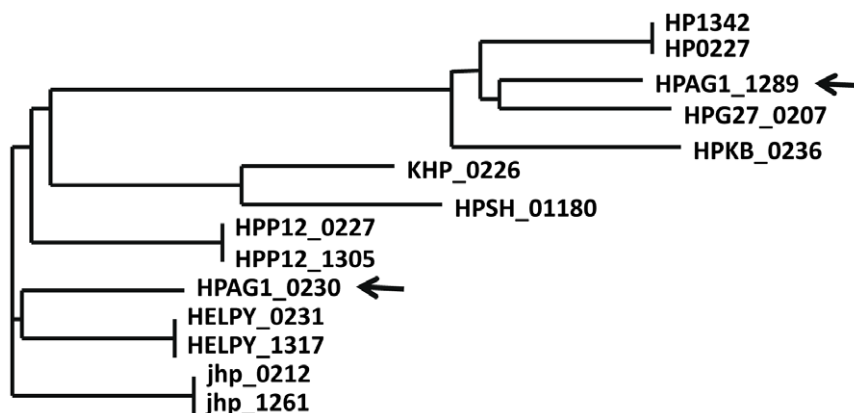 HP1342
HP0227
HPAG1_1289
HPG27_0207
HPKB_0236
KHP_0226
HPSH_01180
HPP12_0227
HPP12_1305
HPAG1_0230
HELPY_0231
HELPY_1317
jhp_0212
jhp_1261